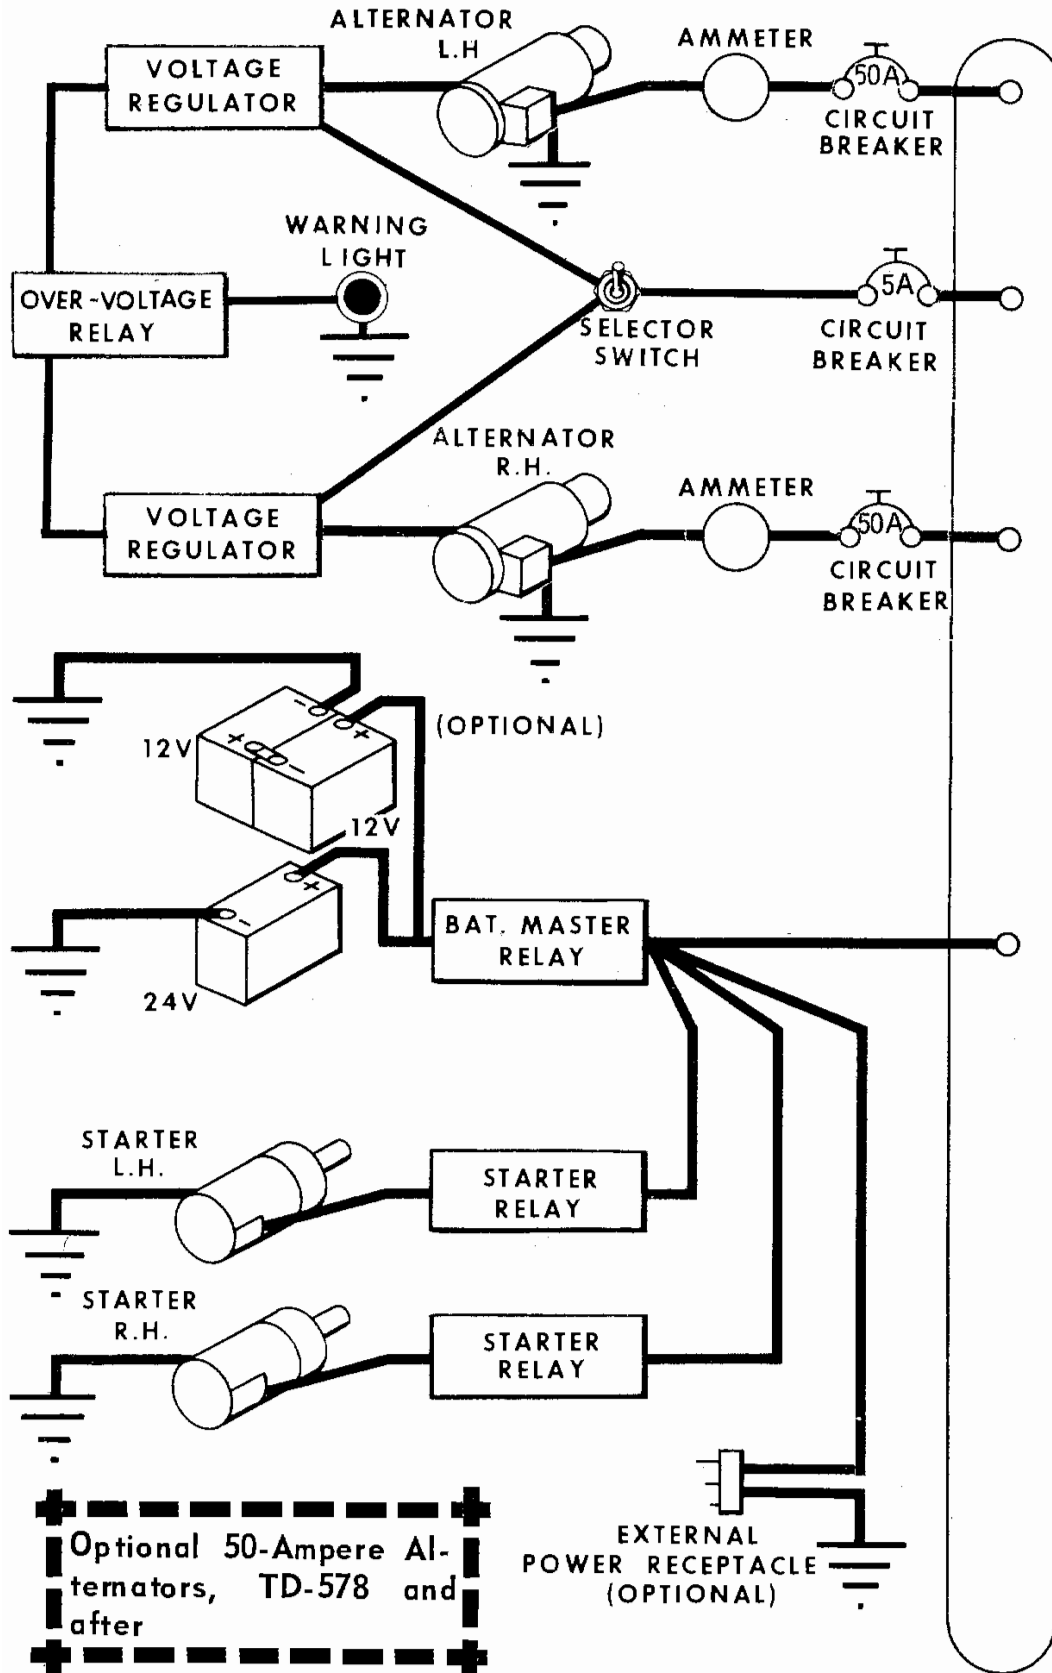 ALTERNATOR
L.H
AMMETER
50A
CIRCUIT
BREAKER
VOLTAGE
REGULATOR
WARNING
LIGHT
OVER-VOLTAGE
RELAY
SELECTOR
SWITCH
5A
CIRCUIT
BREAKER
ALTERNATOR
R.H.
AMMETER
50A
CIRCUIT
BREAKER
VOLTAGE
REGULATOR
(OPTIONAL)
- +
12V
+ -
12V
+
-
24V
BAT. MASTER
RELAY
STARTER
L.H.
STARTER
RELAY
STARTER
R.H.
STARTER
RELAY
EXTERNAL
POWER RECEPTACLE
(OPTIONAL)
Optional 50-Ampere Al-
ternators, TD-578 and
after